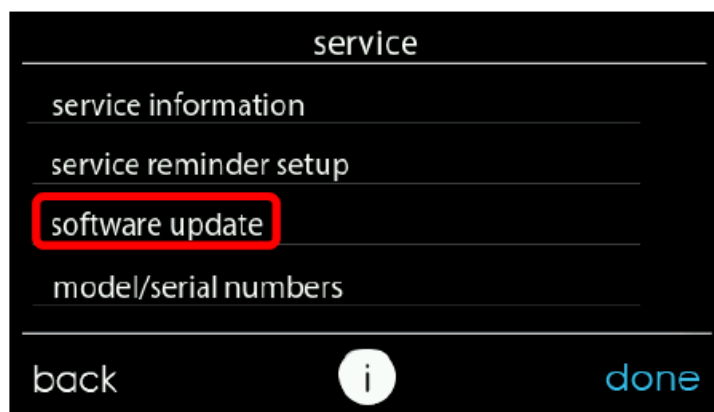 service
service information
service reminder setup
software update
model/serial numbers
back i done